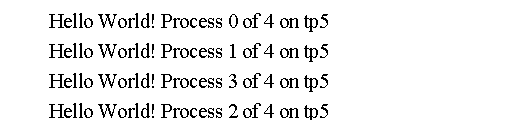 Hello World! Process 0 of 4 on tp5
Hello World! Process 1 of 4 on tp5
Hello World! Process 3 of 4 on tp5
Hello World! Process 2 of 4 on tp5